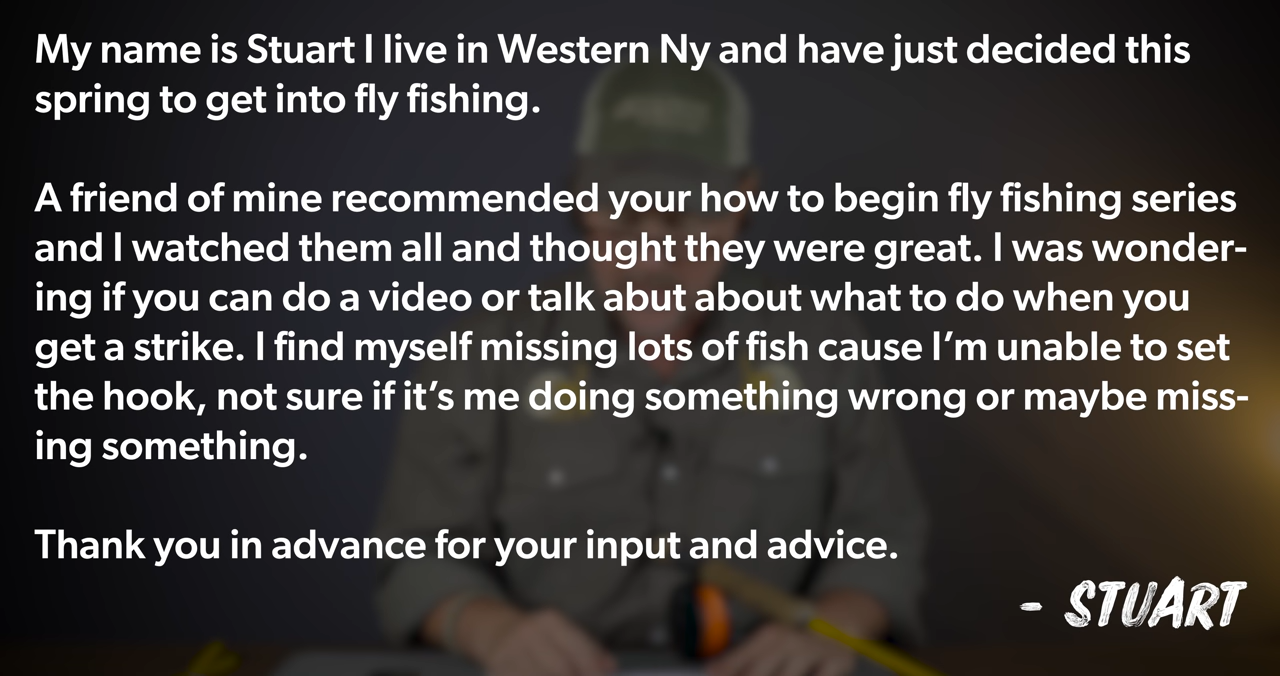 My name is Stuart I live in Western Ny and have just decided this
spring to get into fly fishing.
A friend of mine recommended your how to begin fly fishing series
and I watched them all and thought they were great. I was wonder-
ing if you can do a video or talk abut about what to do when you
get a strike. I find myself missing lots of fish cause I’m unable to set
the hook, not sure if it’s me doing something wrong or maybe miss-
ing something.
Thank you in advance for your input and advice.
- STUART